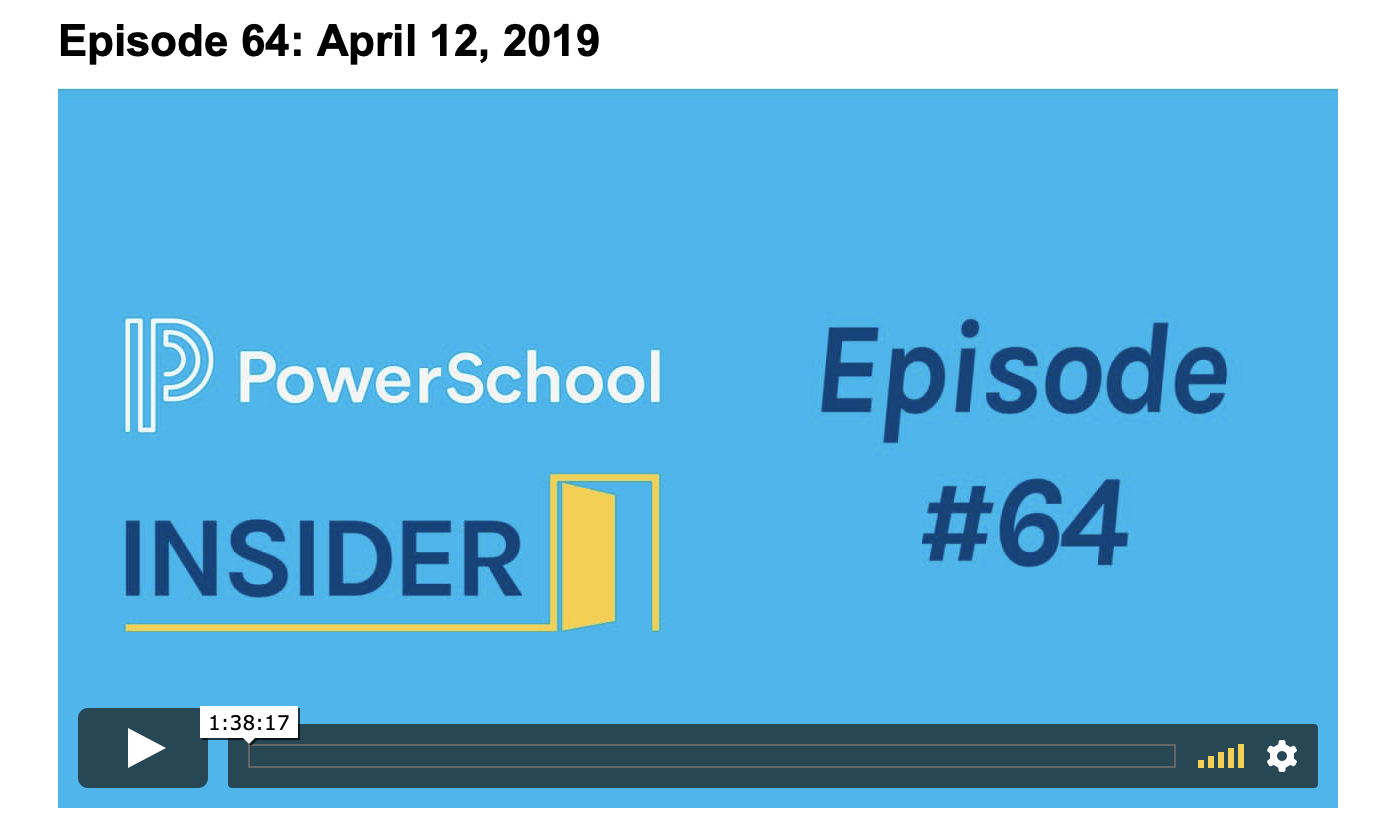 Episode 64: April 12, 2019
PowerSchool
INSIDER
Episode
#64
1:38:17